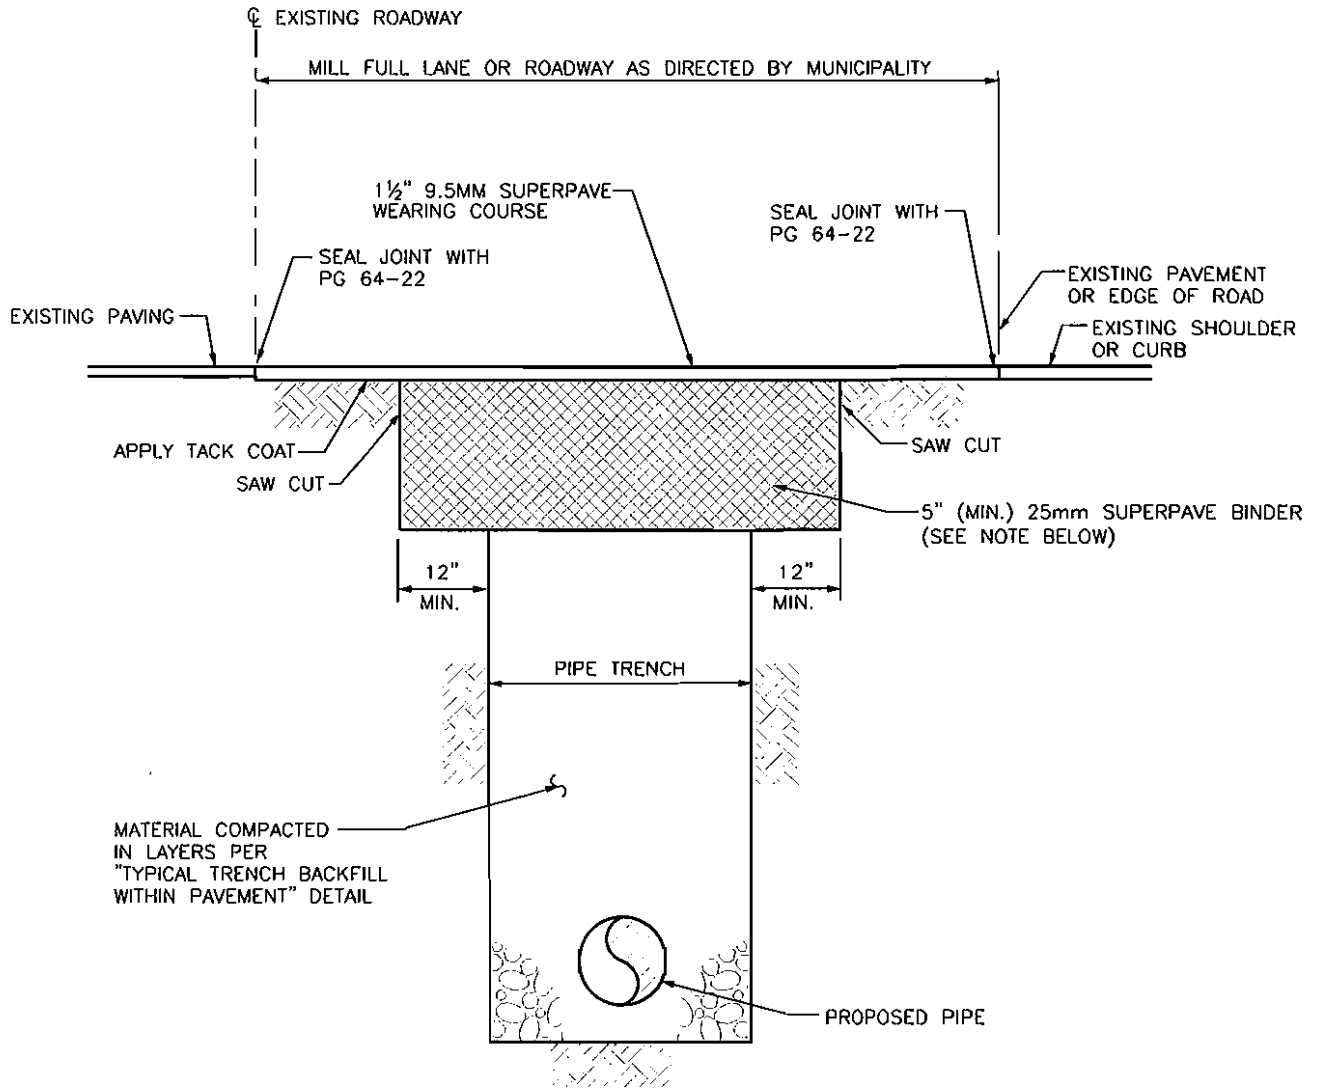 ℄ EXISTING ROADWAY
MILL FULL LANE OR ROADWAY AS DIRECTED BY MUNICIPALITY
1½" 9.5MM SUPERPAVE
WEARING COURSE
SEAL JOINT WITH
PG 64-22
SEAL JOINT WITH
PG 64-22
EXISTING PAVEMENT
OR EDGE OF ROAD
EXISTING PAVING
EXISTING SHOULDER
OR CURB
APPLY TACK COAT
SAW CUT
SAW CUT
5" (MIN.) 25mm SUPERPAVE BINDER
(SEE NOTE BELOW)
12"
MIN.
12"
MIN.
PIPE TRENCH
MATERIAL COMPACTED
IN LAYERS PER
"TYPICAL TRENCH BACKFILL
WITHIN PAVEMENT" DETAIL
PROPOSED PIPE